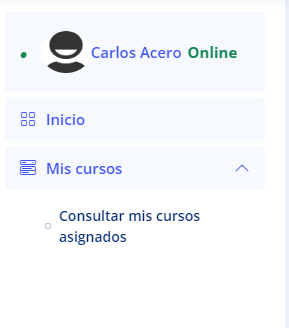 Carlos Acero Online
Inicio
Mis cursos
Consultar mis cursos
asignados